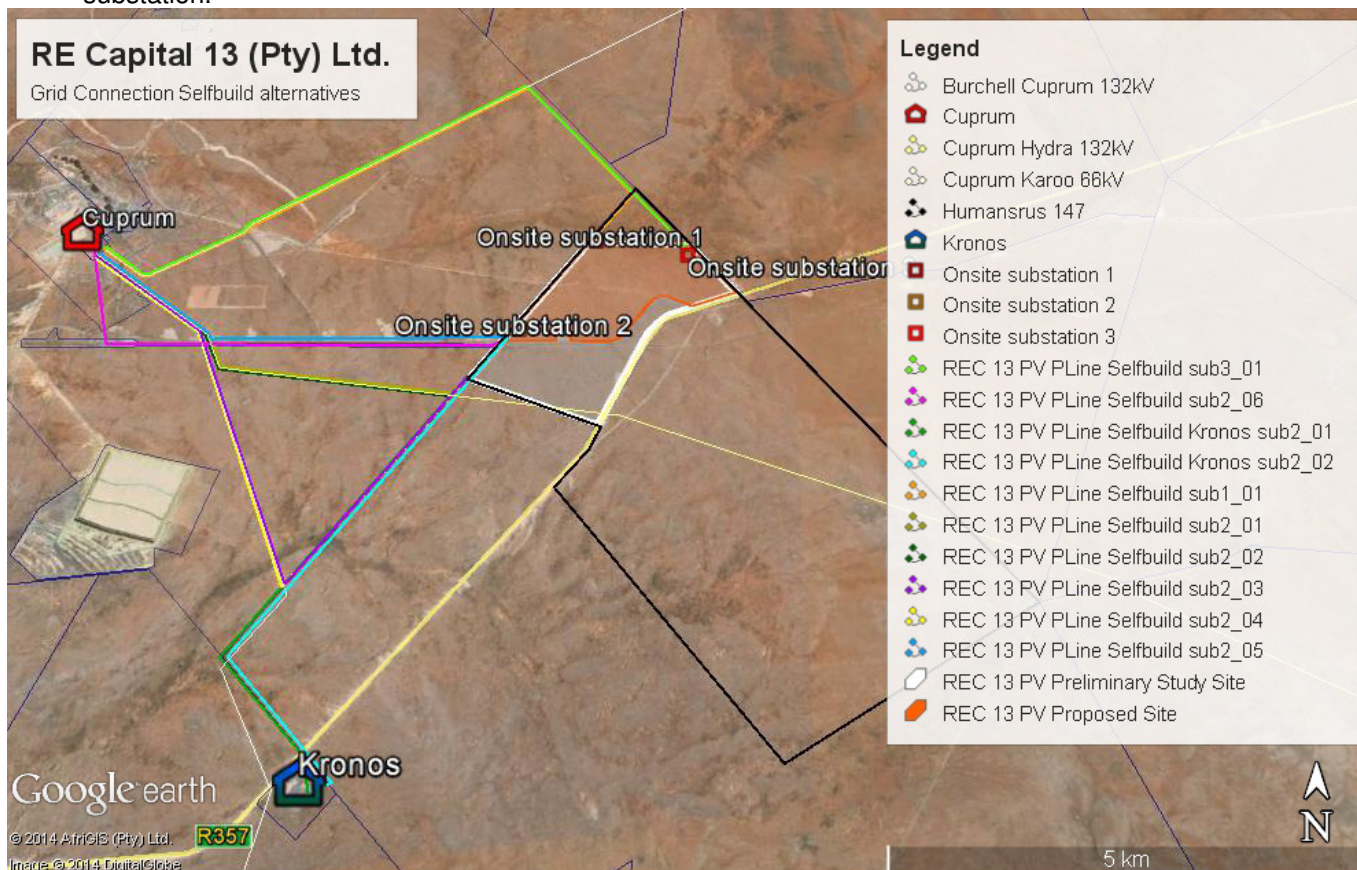 substation.
RE Capital 13 (Pty) Ltd.
Grid Connection Selfbuild alternatives
Cuprum
Onsite substation 1
Onsite substation
Onsite substation 2
Kronos
Legend
Burchell Cuprum 132kV
Cuprum
Cuprum Hydra 132kV
Cuprum Karoo 66kV
Humansrus 147
Kronos
Onsite substation 1
Onsite substation 2
Onsite substation 3
REC 13 PV PLine Selfbuild sub3_01
REC 13 PV PLine Selfbuild sub2_06
REC 13 PV PLine Selfbuild Kronos sub2_01
REC 13 PV PLine Selfbuild Kronos sub2_02
REC 13 PV PLine Selfbuild sub1_01
REC 13 PV PLine Selfbuild sub2_01
REC 13 PV PLine Selfbuild sub2_02
REC 13 PV PLine Selfbuild sub2_03
REC 13 PV PLine Selfbuild sub2_04
REC 13 PV PLine Selfbuild sub2_05
REC 13 PV Preliminary Study Site
REC 13 PV Proposed Site
Google earth
© 2014 AfriGIS (Pty) Ltd.
R357
Image © 2014 DigitalGlobe
N
5 km